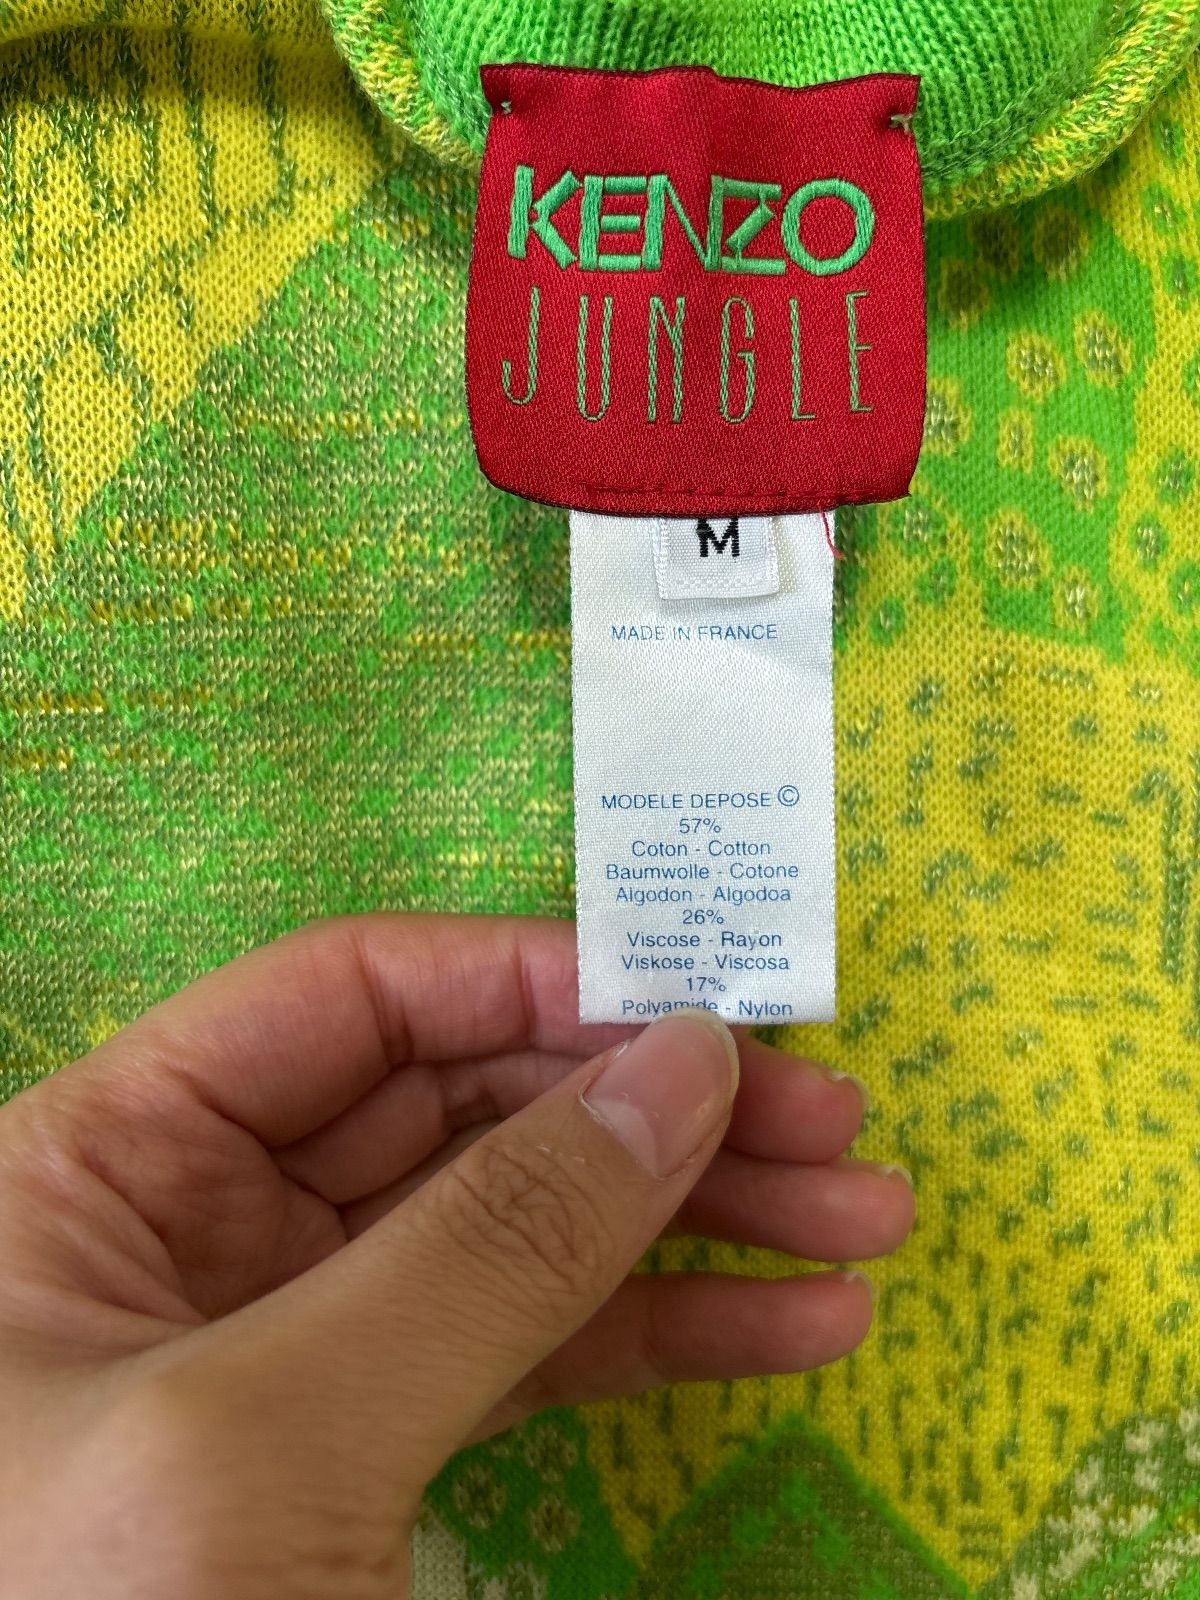 KENZO
JUNGLE
M
MADE IN FRANCE
MODELE DEPOSE ©
57%
Coton - Cotton
Baumwolle - Cotone
Algodon - Algodoa
26%
Viscose - Rayon
Viskose - Viscosa
17%
Polyamide - Nylon